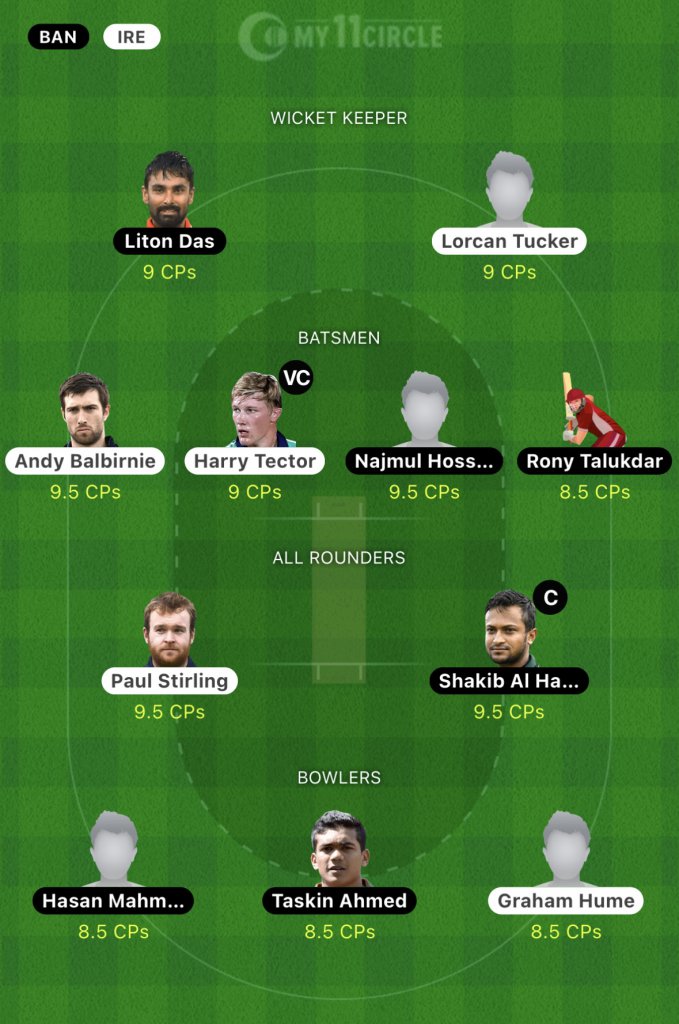 BAN IRE
MY11CIRCLE
WICKET KEEPER
Liton Das
9 CPs
Lorcan Tucker
9 CPs
BATSMEN
Andy Balbirnie
9.5 CPs
VC
Harry Tector
9 CPs
Najmul Hoss...
9.5 CPs
Rony Talukdar
8.5 CPs
ALL ROUNDERS
Paul Stirling
9.5 CPs
C
Shakib Al Ha...
9.5 CPs
BOWLERS
Hasan Mahm...
8.5 CPs
Taskin Ahmed
8.5 CPs
Graham Hume
8.5 CPs